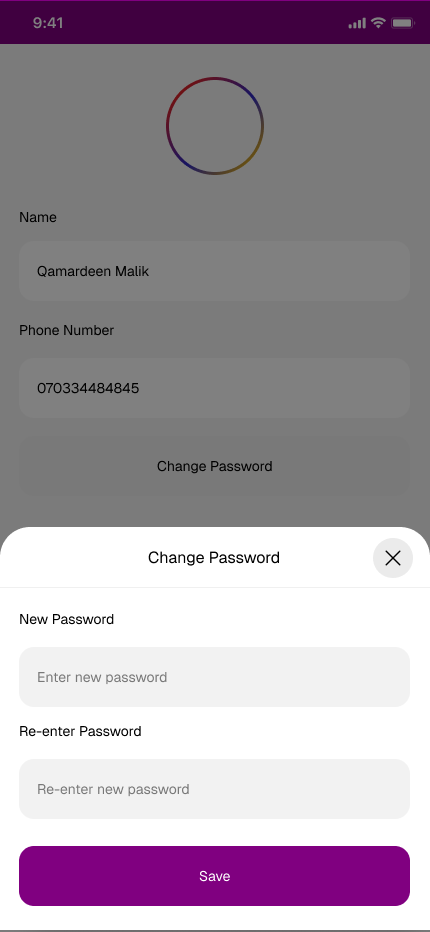 9:41
Name
Qamardeen Malik
Phone Number
070334484845
Change Password
Change Password
New Password
Enter new password
Re-enter Password
Re-enter new password
Save